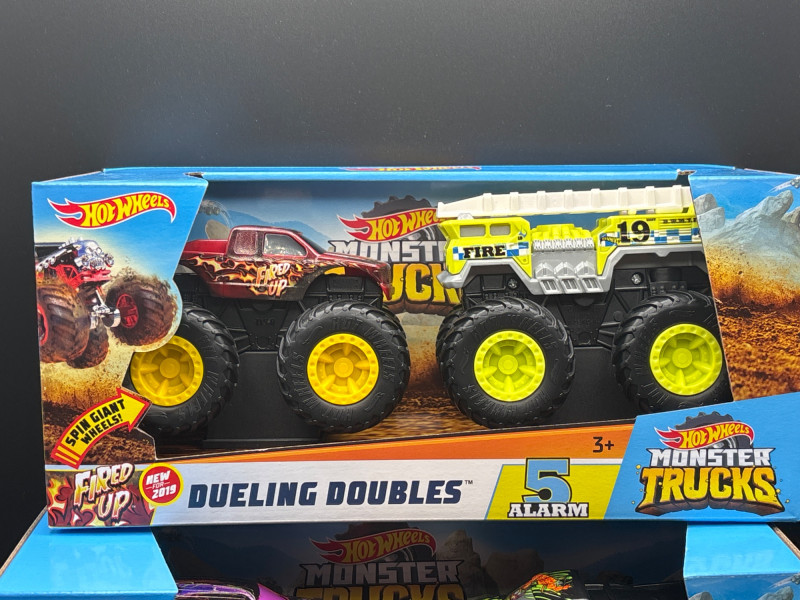 HOT WHEELS
HOT WHEELS
MONSTER
TRUCKS
FIRED
UP
FIRE
19
SPIN GIANT
WHEELS!
FIRED
UP
NEW
FOR
2019
DUELING DOUBLES™
3+
5
ALARM
HOT WHEELS
MONSTER
TRUCKS
HOT WHEELS
MONSTER
TRUCKS